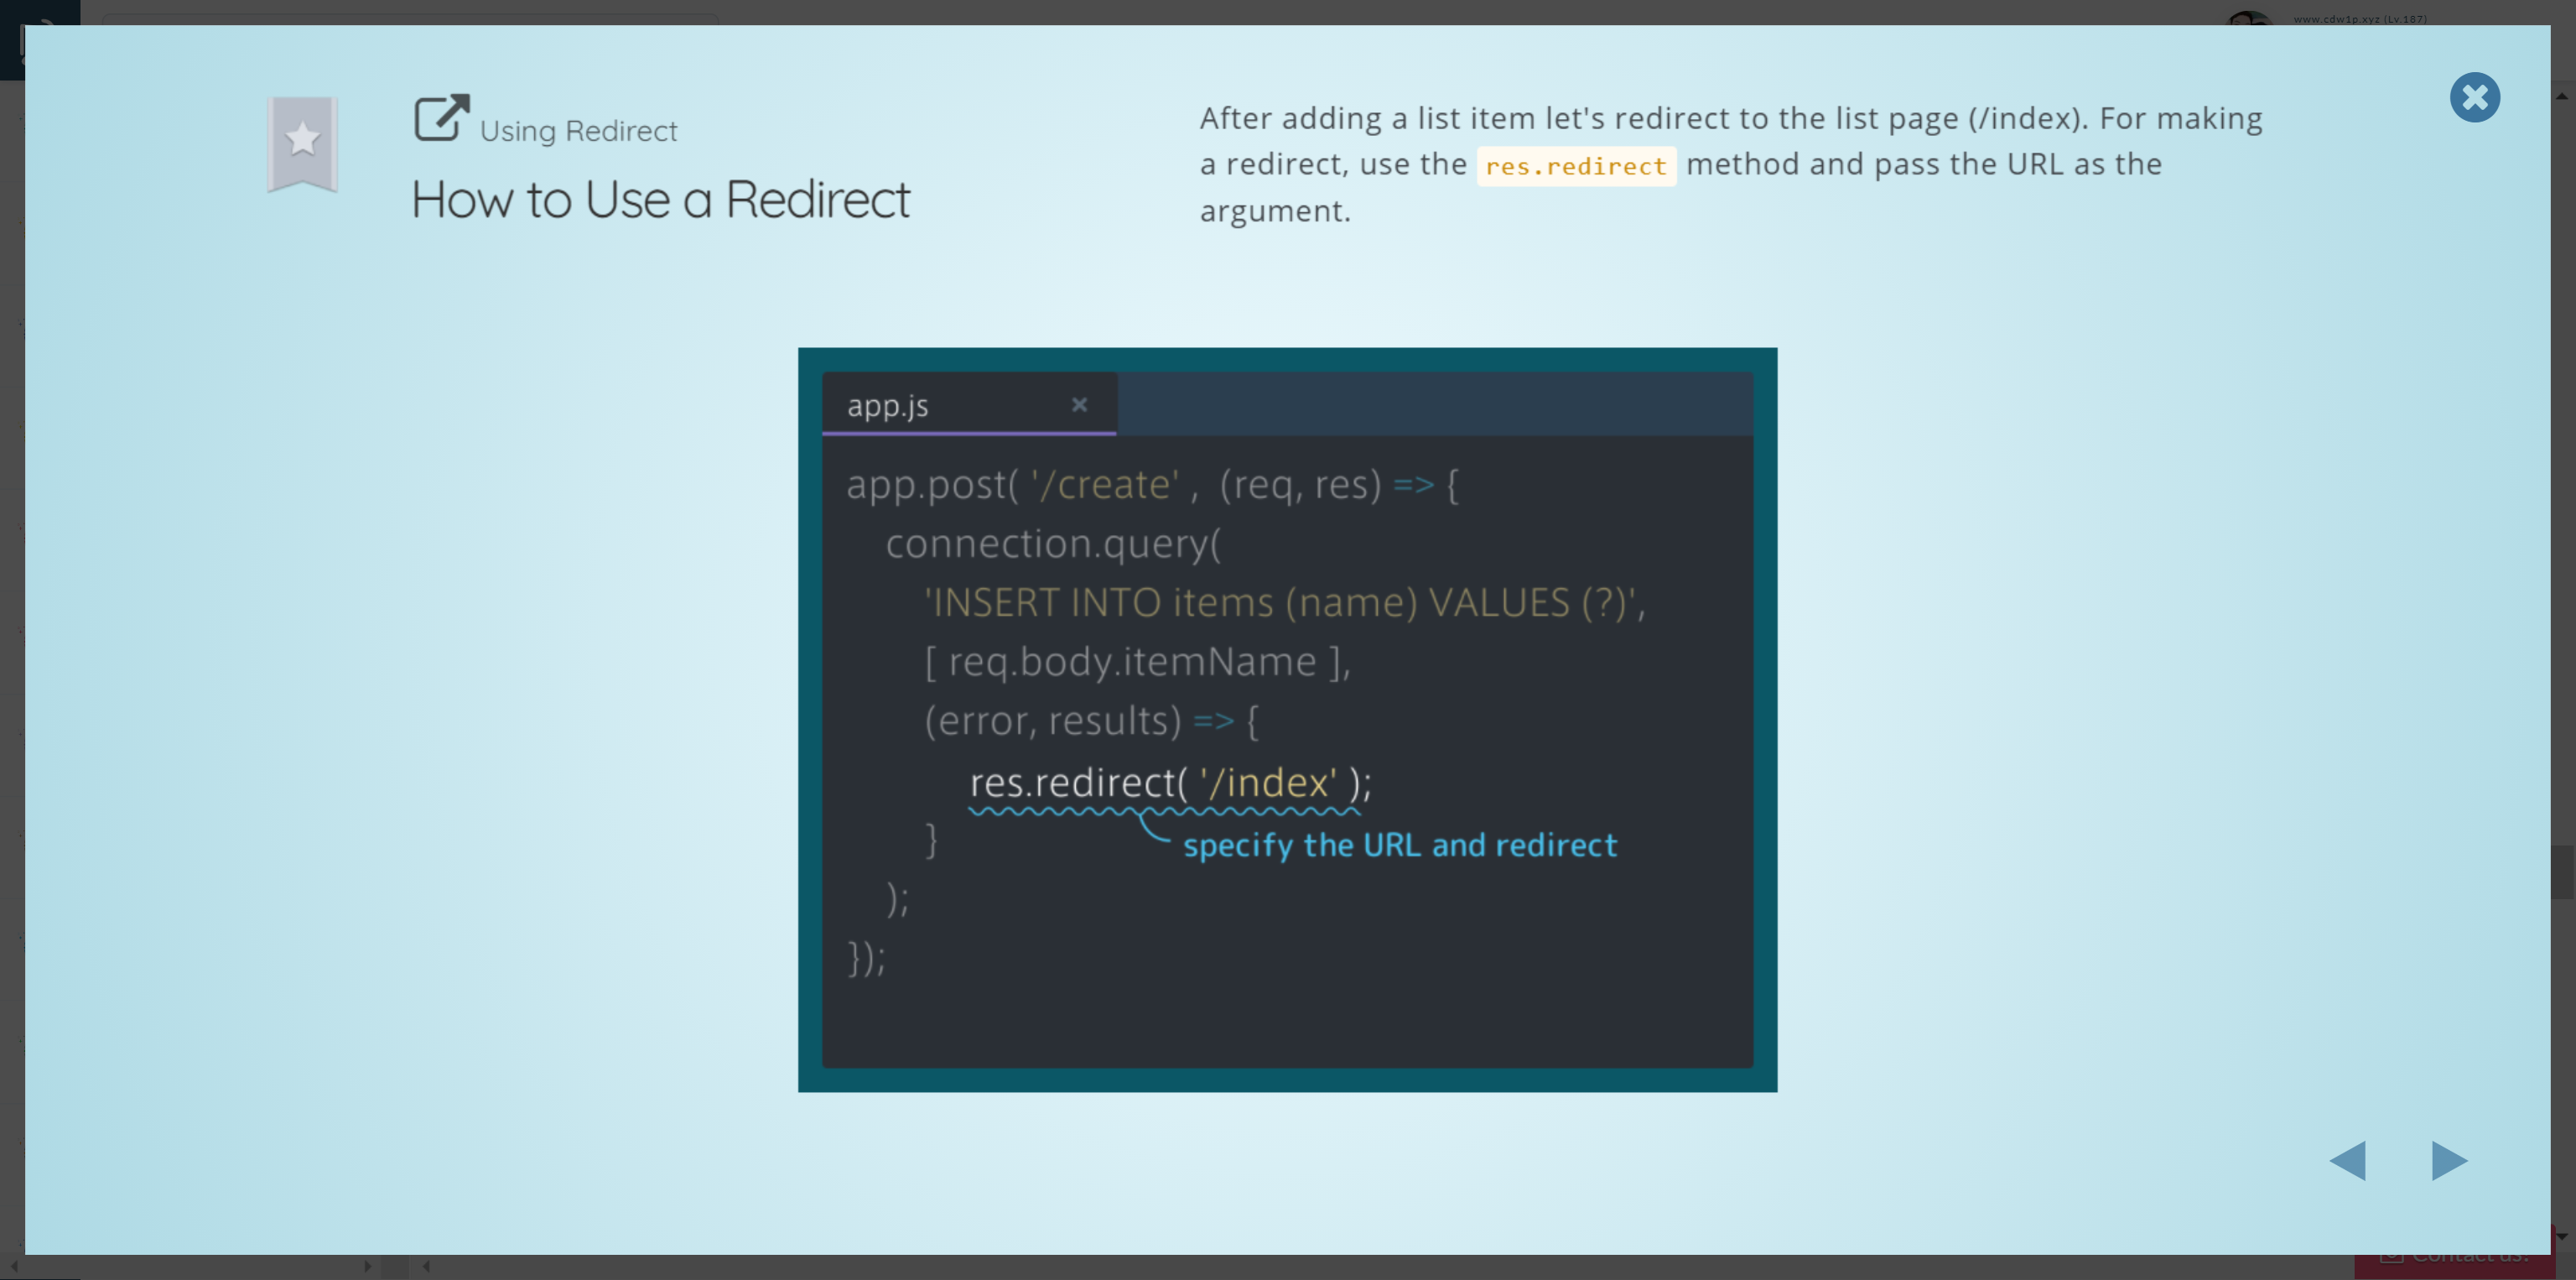 www.cdw1p.xyz (Lv.187)
Using Redirect
How to Use a Redirect
After adding a list item let's redirect to the list page (/index). For making
a redirect, use the res.redirect method and pass the URL as the
argument.
app.js
app.post( '/create' , (req, res) => {
connection.query(
'INSERT INTO items (name) VALUES (?)',
[ req.body.itemName ],
(error, results) => {
res.redirect( '/index' );
}
specify the URL and redirect
);
});
Contact us!